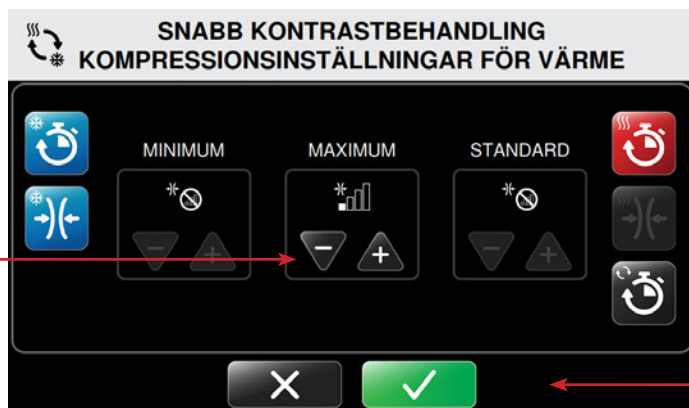 SNABB KONTRASTBEHANDLING
KOMPRESSIONSINSTÄLLNINGAR FÖR VÄRME
MINIMUM
MAXIMUM
STANDARD